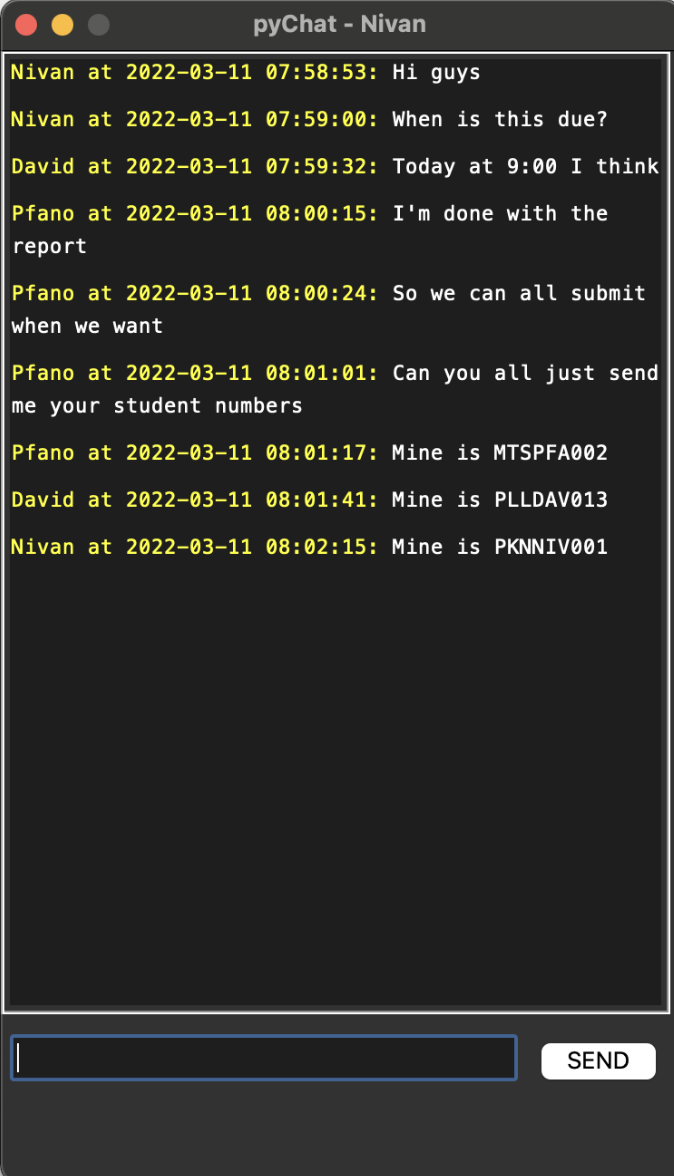 pyChat - Nivan
Nivan at 2022-03-11 07:58:53: Hi guys
Nivan at 2022-03-11 07:59:00: When is this due?
David at 2022-03-11 07:59:32: Today at 9:00 I think
Pfano at 2022-03-11 08:00:15: I'm done with the
report
Pfano at 2022-03-11 08:00:24: So we can all submit
when we want
Pfano at 2022-03-11 08:01:01: Can you all just send
me your student numbers
Pfano at 2022-03-11 08:01:17: Mine is MTSPFA002
David at 2022-03-11 08:01:41: Mine is PLLDAV013
Nivan at 2022-03-11 08:02:15: Mine is PKNNIV001
SEND